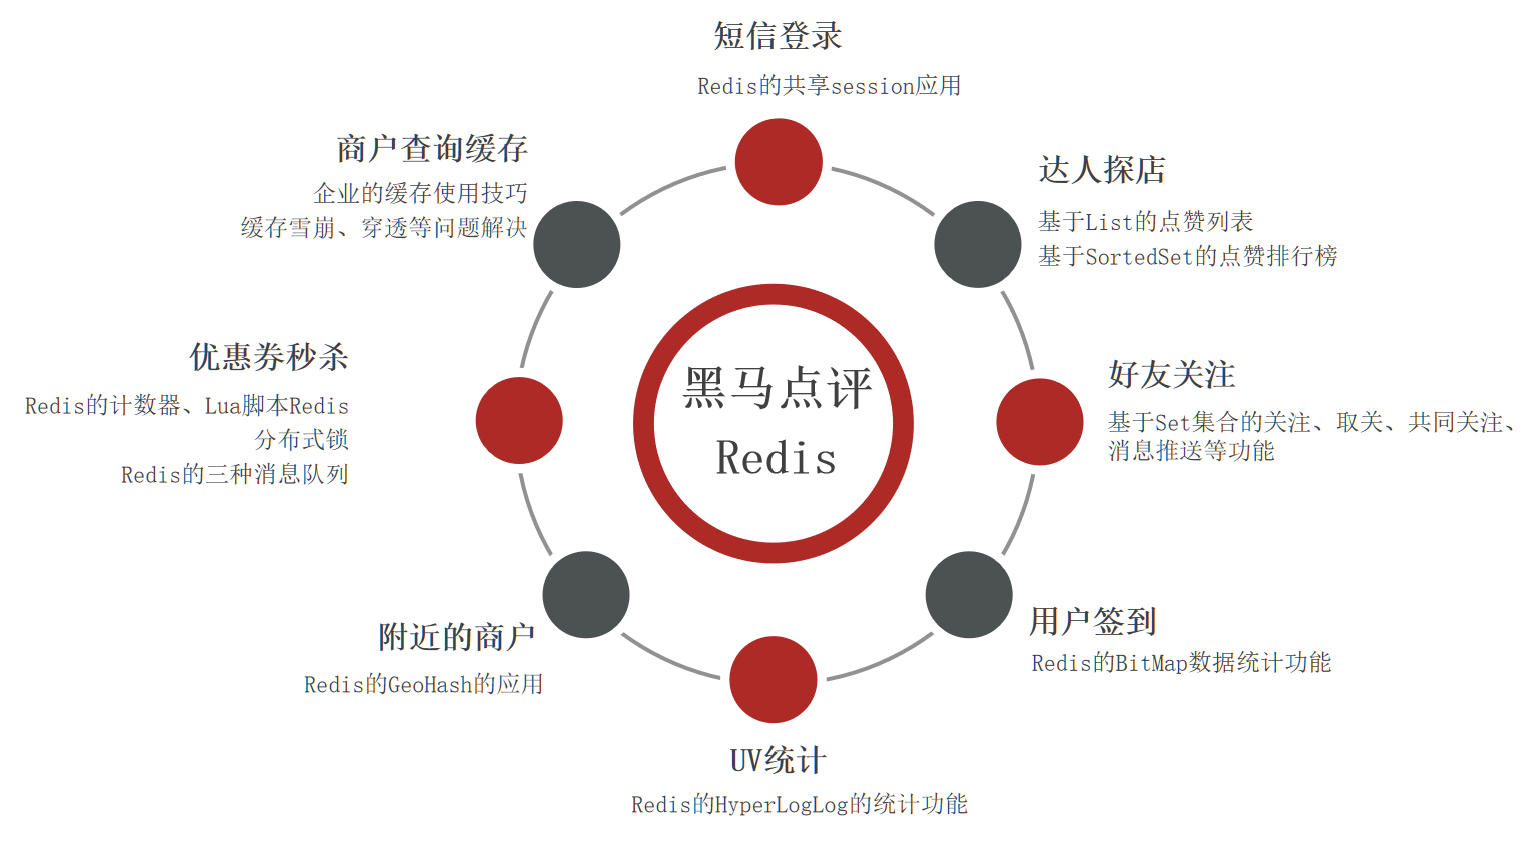 短信登录
Redis的共享session应用
商户查询缓存
企业的缓存使用技巧
缓存雪崩、穿透等问题解决
达人探店
基于List的点赞列表
基于SortedSet的点赞排行榜
优惠券秒杀
Redis的计数器、Lua脚本Redis
分布式锁
Redis的三种消息队列
黑马点评
Redis
好友关注
基于Set集合的关注、取关、共同关注、
消息推送等功能
附近的商户
Redis的GeoHash的应用
用户签到
Redis的BitMap数据统计功能
UV统计
Redis的HyperLogLog的统计功能